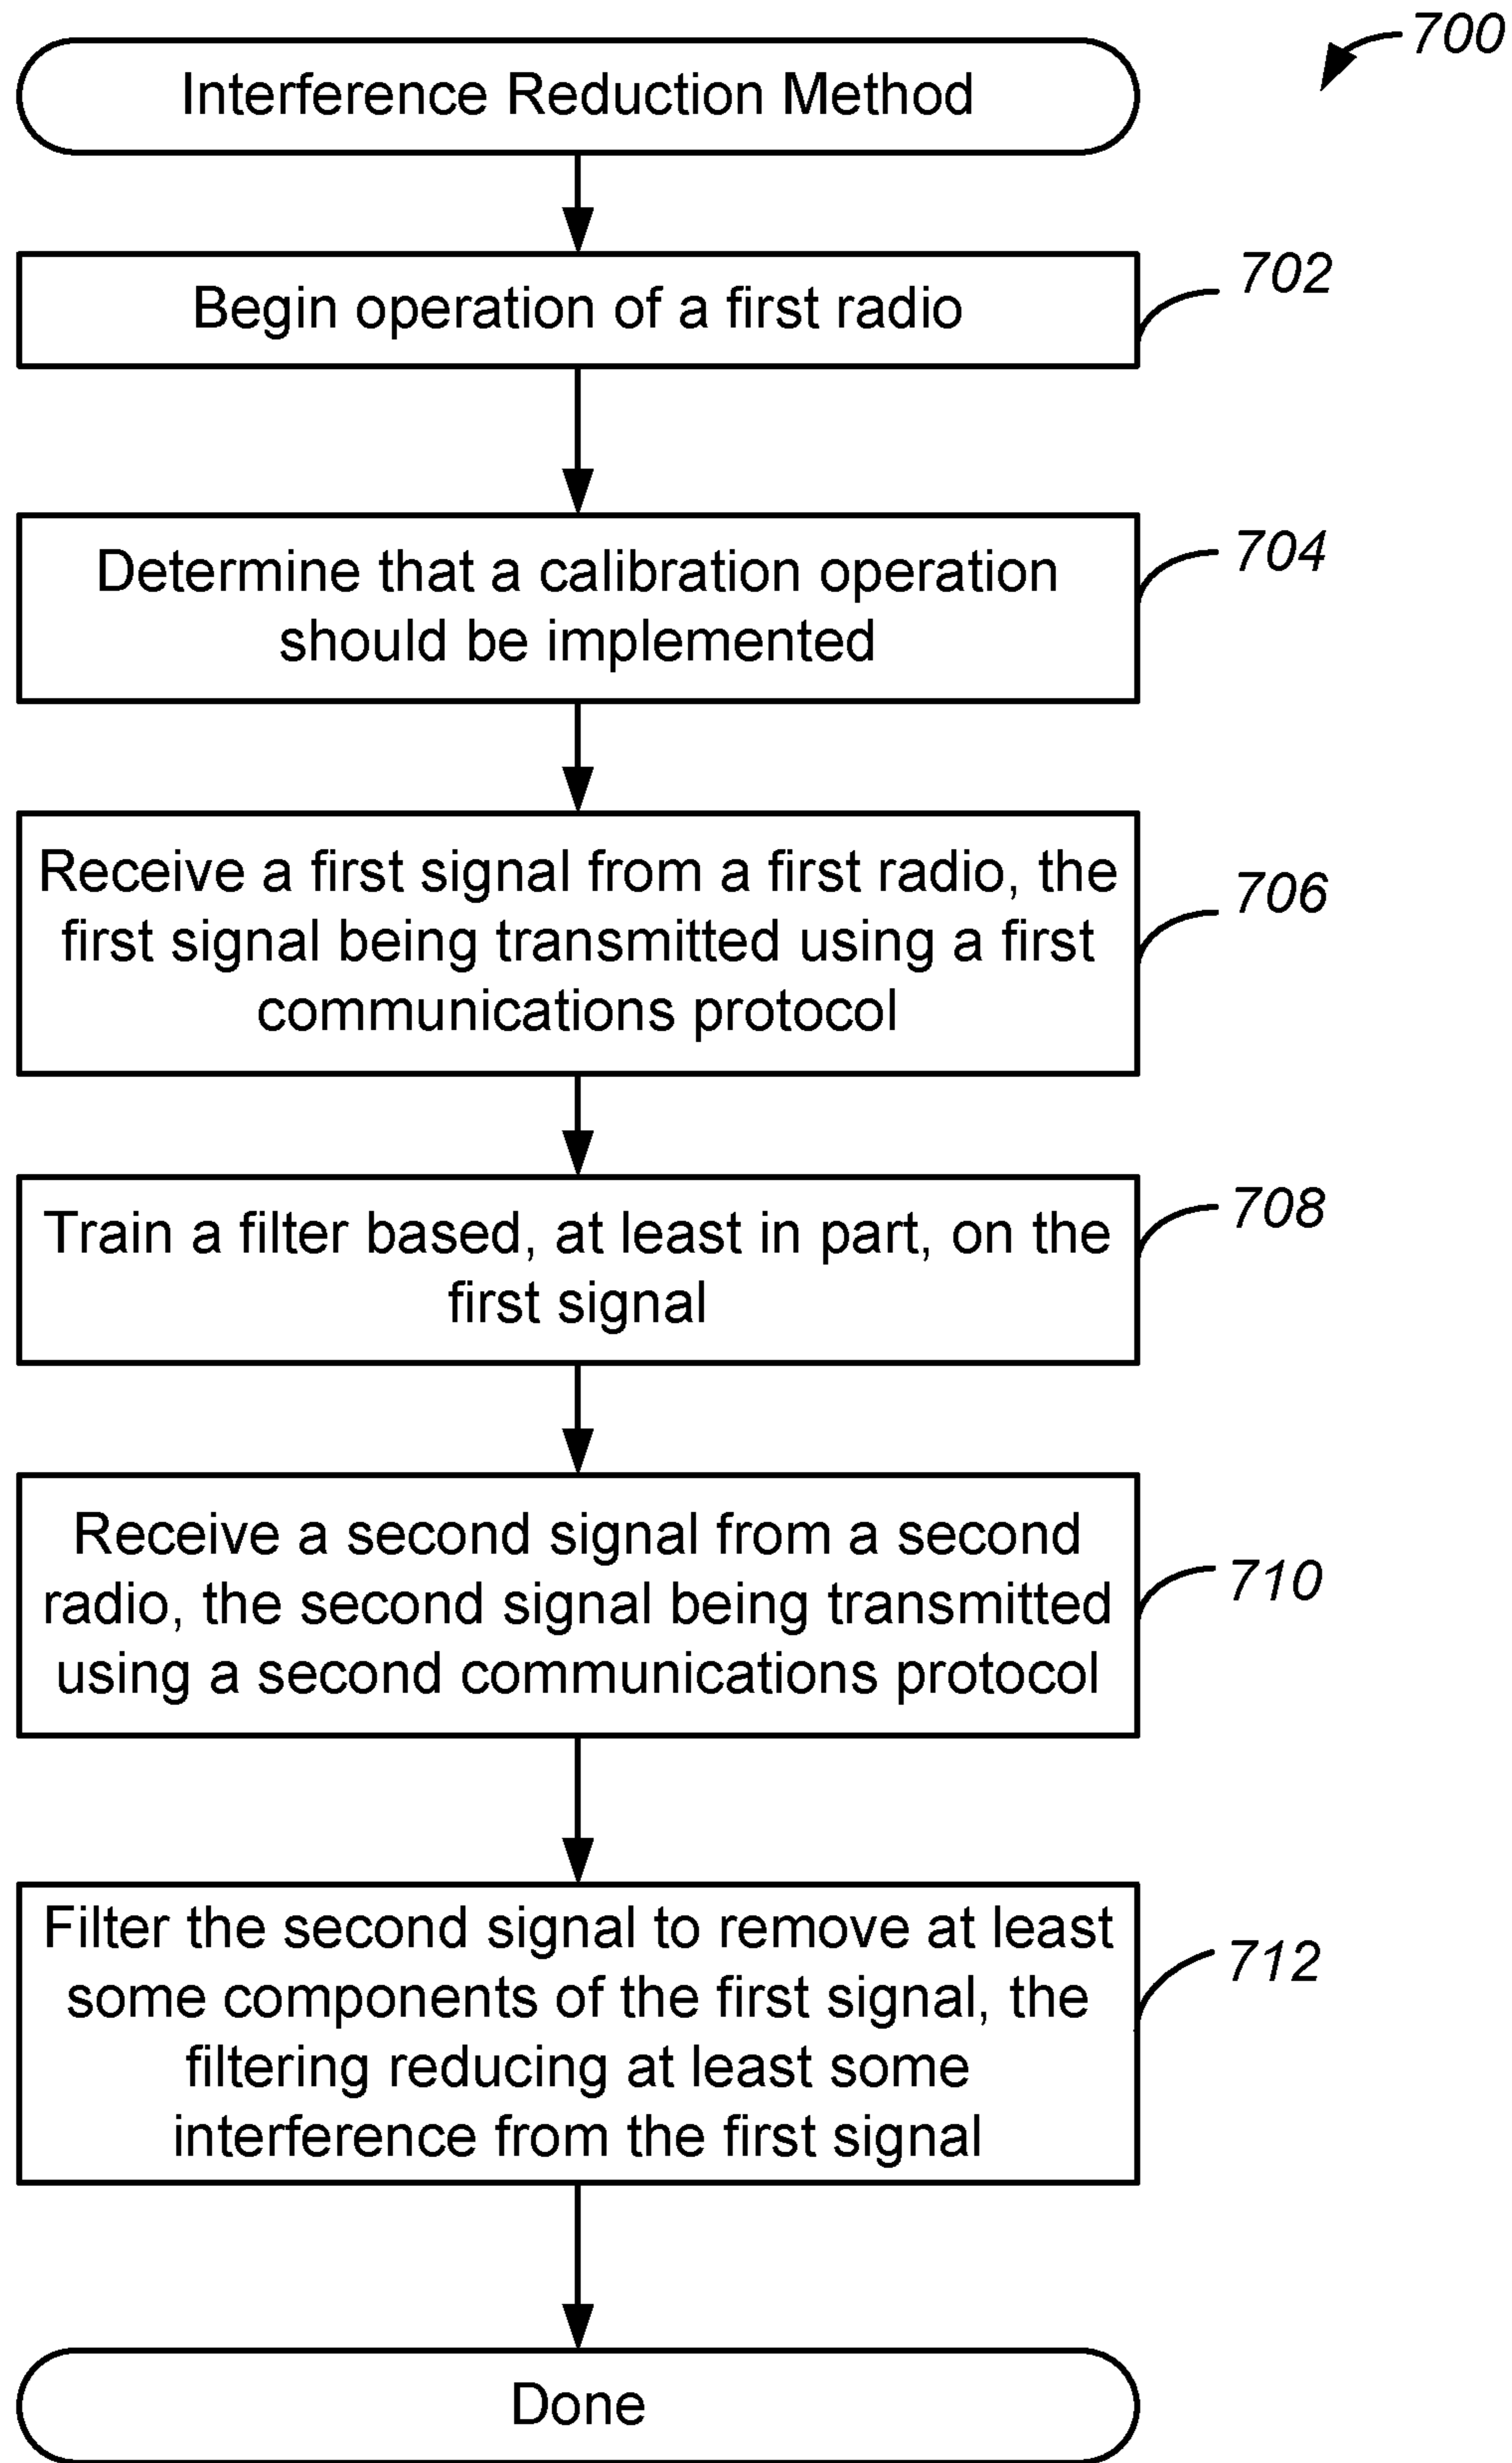 700
Interference Reduction Method
702
Begin operation of a first radio
704
Determine that a calibration operation
should be implemented
706
Receive a first signal from a first radio, the
first signal being transmitted using a first
communications protocol
708
Train a filter based, at least in part, on the
first signal
710
Receive a second signal from a second
radio, the second signal being transmitted
using a second communications protocol
712
Filter the second signal to remove at least
some components of the first signal, the
filtering reducing at least some
interference from the first signal
Done